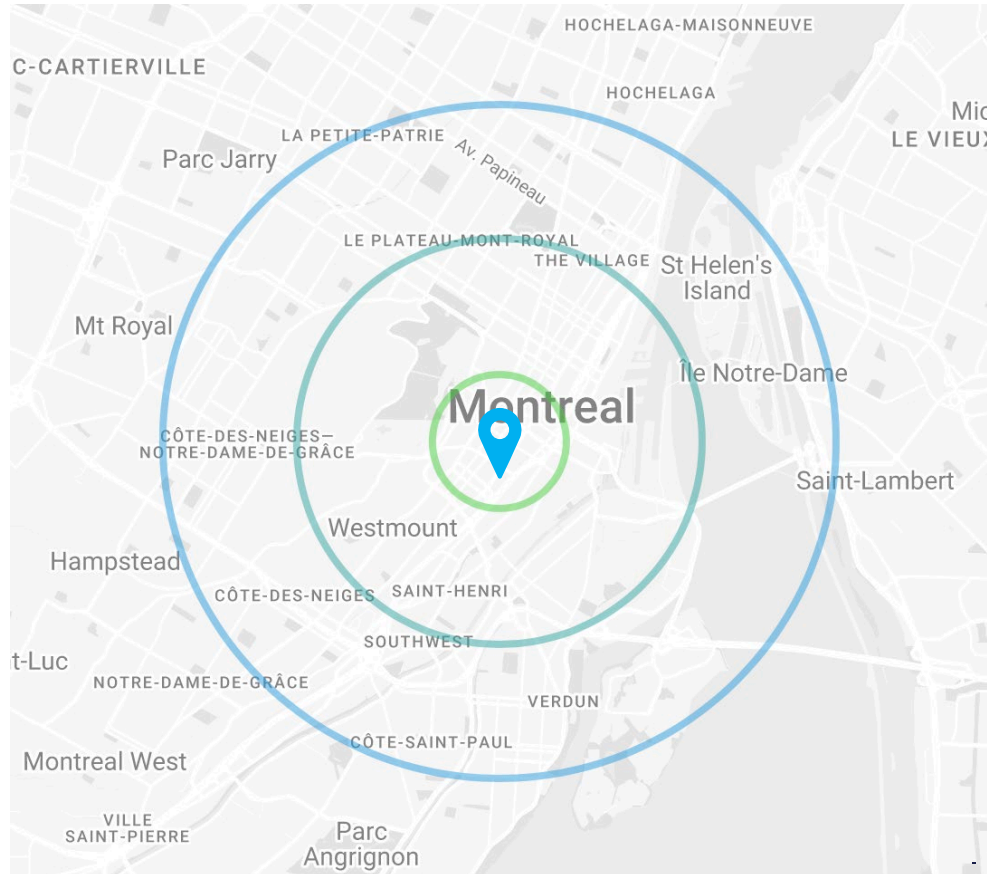 HOCHELAGA-MAISONNEUVE
C-CARTIERVILLE
HOCHELAGA
Mic
LE VIEUX
LA PETITE-PATRIE
Parc Jarry
Av. Papineau
LE PLATEAU-MONT-ROYAL
THE VILLAGE
St Helen's
Island
Mt Royal
Île Notre-Dame
Montreal
CÔTE-DES-NEIGES—
NOTRE-DAME-DE-GRÂCE
Saint-Lambert
Westmount
Hampstead
CÔTE-DES-NEIGES
SAINT-HENRI
SOUTHWEST
t-Luc
NOTRE-DAME-DE-GRÂCE
VERDUN
CÔTE-SAINT-PAUL
Montreal West
VILLE
SAINT-PIERRE
Parc
Angrignon